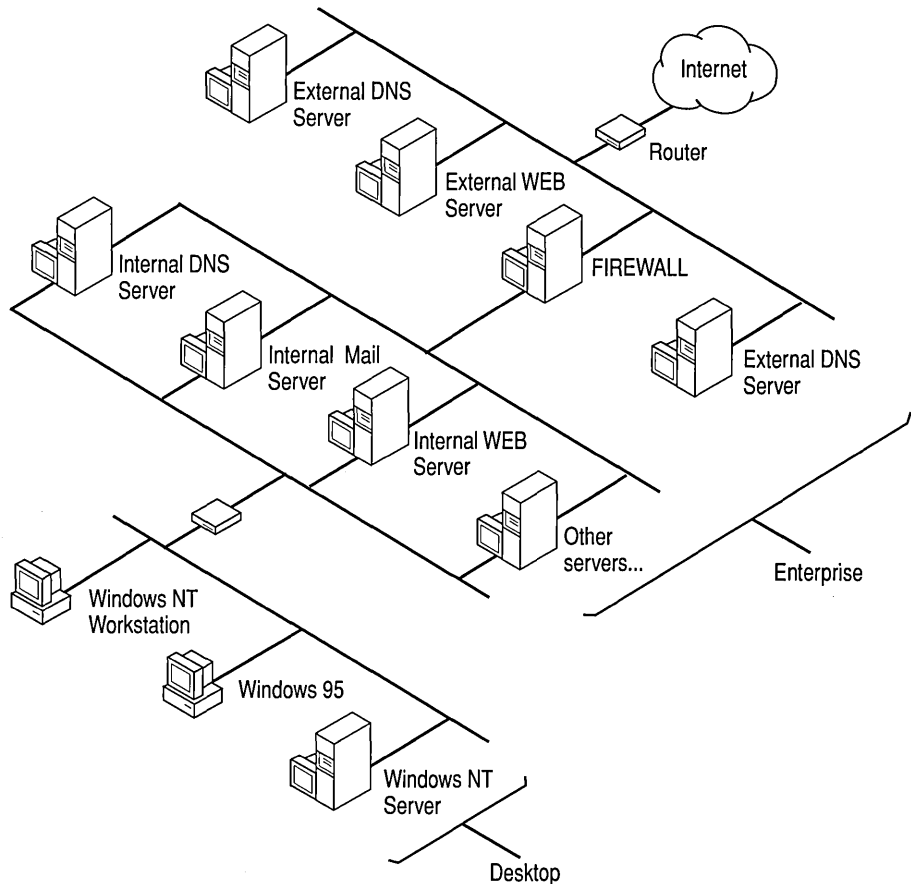 Internet
External DNS
Server
Router
External WEB
Server
Internal DNS
Server
FIREWALL
Internal Mail
Server
External DNS
Server
Internal WEB
Server
Other
servers...
Enterprise
Windows NT
Workstation
Windows 95
Windows NT
Server
Desktop